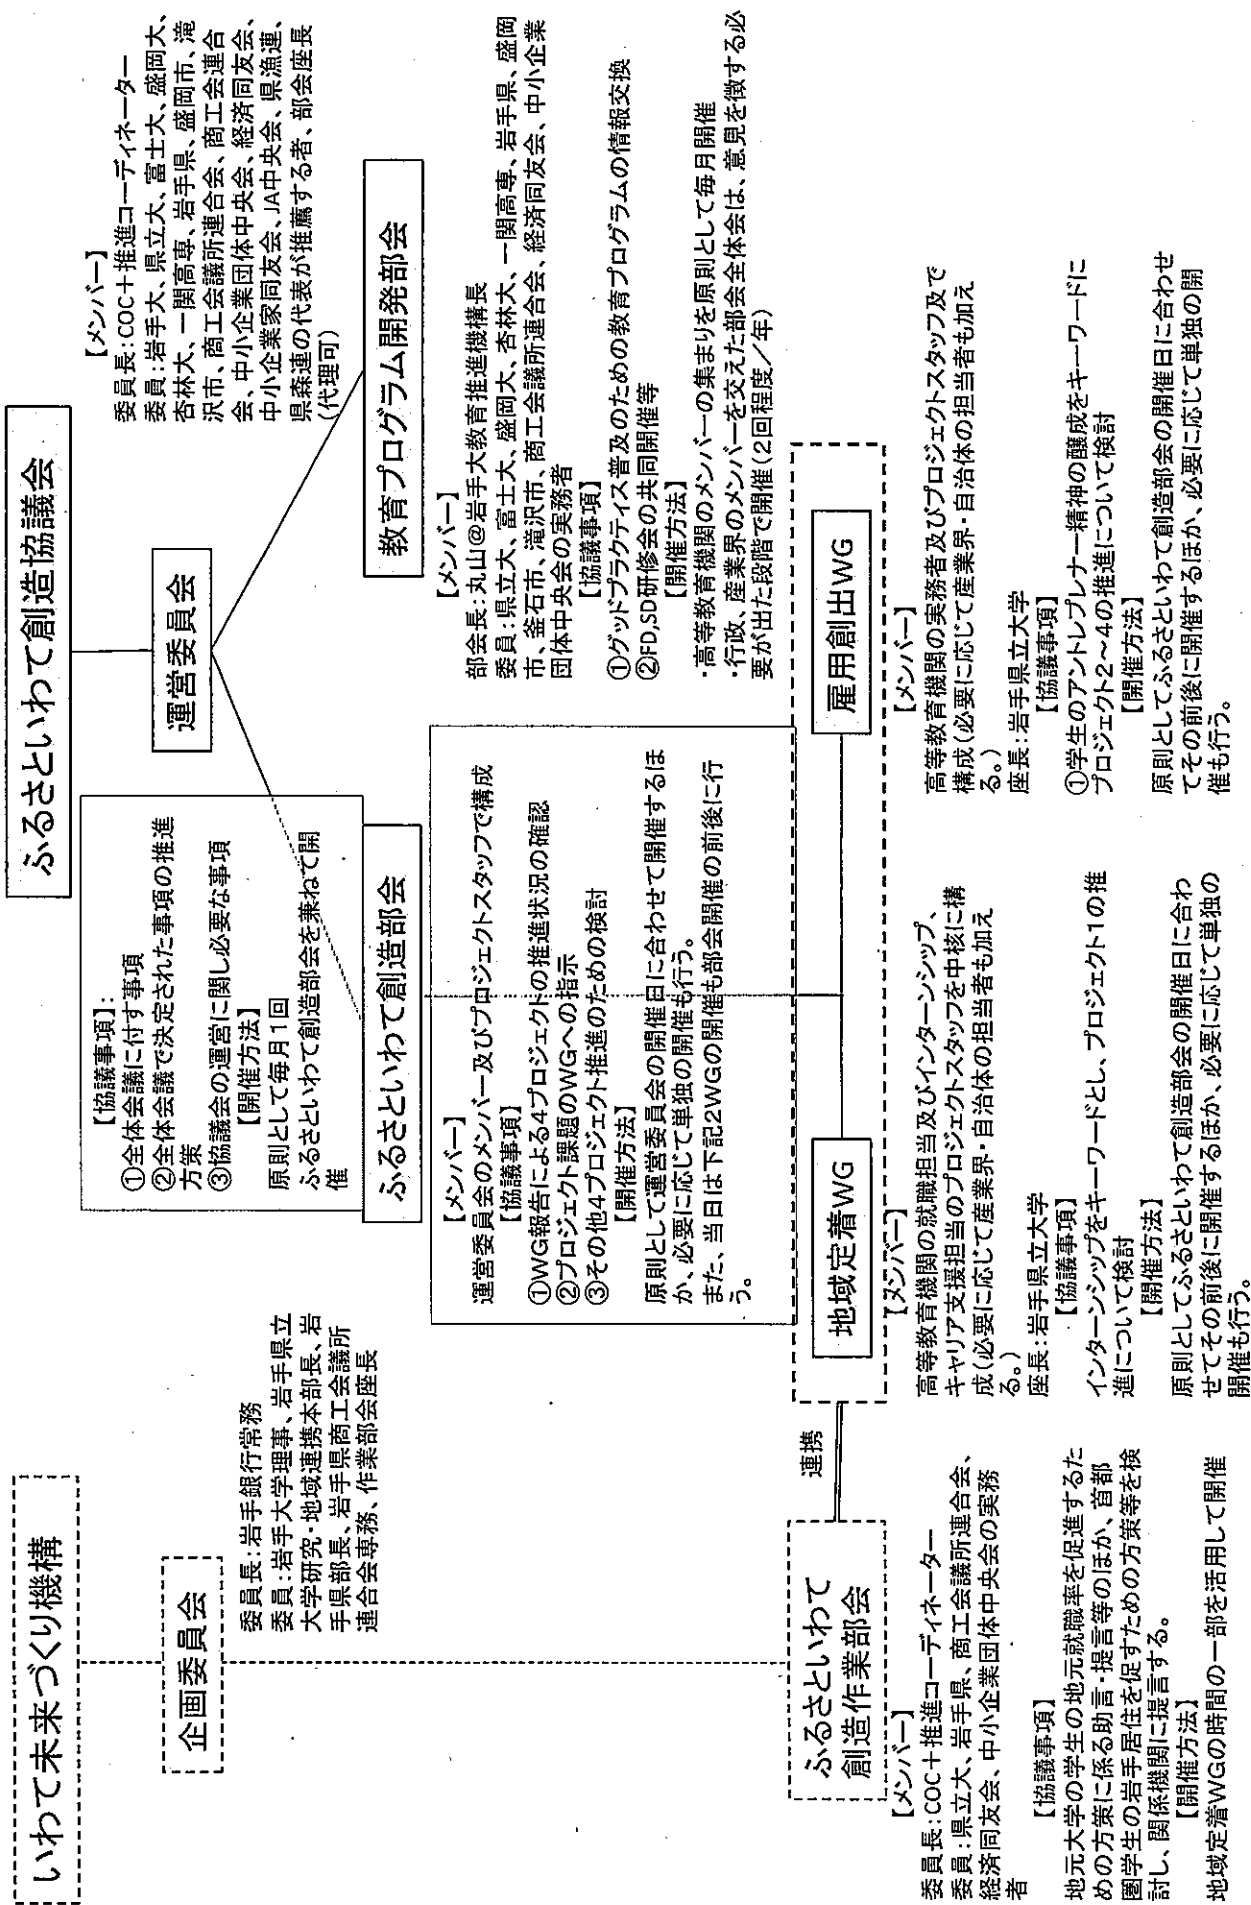 いわて未来づくり機構
企画委員会
委員長：岩手銀行常務
委員：岩手大学理事、岩手県立
大学研究・地域連携本部長、岩
手県部長、岩手県商工会議所
連合会専務、作業部会座長
ふるさといわて
創造作業部会
【メンバー】
委員長：COC＋推進コーディネーター
委員：県立大、岩手県、商工会議所連合会、
経済同友会、中小企業団体中央会の実務
者
【協議事項】
地元大学の学生の地元就職率を促進するた
めの方策に係る助言・提言等のほか、首都
圏学生の岩手居住を促すための方策等を検
討し、関係機関に提言する。
【開催方法】
地域定着WGの時間の一部を活用して開催
連携
ふるさといわて創造協議会
運営委員会
【メンバー】
委員長：COC＋推進コーディネーター
委員：岩手大、県立大、富士大、盛岡大、
杏林大、一関高専、岩手県、盛岡市、滝
沢市、商工会議所連合会、商工会連合
会、中小企業団体中央会、経済同友会、
中小企業家同友会、JA中央会、県漁連、
県森連の代表が推薦する者、部会座長
（代理可）
【協議事項】：
①全体会議に付す事項
②全体会議で決定された事項の推進
方策
③協議会の運営に関し必要な事項
【開催方法】
原則として毎月１回
ふるさといわて創造部会を兼ねて開
催
ふるさといわて創造部会
【メンバー】
運営委員会のメンバー及びプロジェクトスタッフで構成
【協議事項】
①WG報告による4プロジェクトの推進状況の確認
②プロジェクト課題のWGへの指示
③その他4プロジェクト推進のための検討
【開催方法】
原則として運営委員会の開催日に合わせて開催するほ
か、必要に応じて単独の開催も行う。
また、当日は下記2WGの開催も部会開催の前後に行
う。
教育プログラム開発部会
【メンバー】
部会長：丸山＠岩手大教育推進機構長
委員：県立大、富士大、盛岡大、杏林大、一関高専、岩手県、盛岡
市、釜石市、滝沢市、商工会議所連合会、経済同友会、中小企業
団体中央会の実務者
【協議事項】
①グッドプラクティス普及のための教育プログラムの情報交換
②FD,SD研修会の共同開催等
【開催方法】
・高等教育機関のメンバーの集まりを原則として毎月開催
・行政、産業界のメンバーを交えた部会全体会は、意見を徴する必
要が出た段階で開催（2回程度／年）
地域定着WG
【メンバー】
高等教育機関の就職担当及びインターンシップ、
キャリア支援担当のプロジェクトスタッフを中核に構
成（必要に応じて産業界・自治体の担当者も加え
る。）
座長：岩手県立大学
【協議事項】
インターンシップをキーワードとし、プロジェクト1の推
進について検討
【開催方法】
原則としてふるさといわて創造部会の開催日に合わ
せてその前後に開催するほか、必要に応じて単独の
開催も行う。
雇用創出WG
【メンバー】
高等教育機関の実務者及びプロジェクトスタッフ及で
構成（必要に応じて産業界・自治体の担当者も加え
る。）
座長：岩手県立大学
【協議事項】
①学生のアントレプレナー精神の醸成をキーワードに
プロジェクト2～4の推進について検討
【開催方法】
原則としてふるさといわて創造部会の開催日に合わせ
てその前後に開催するほか、必要に応じて単独の開
催も行う。